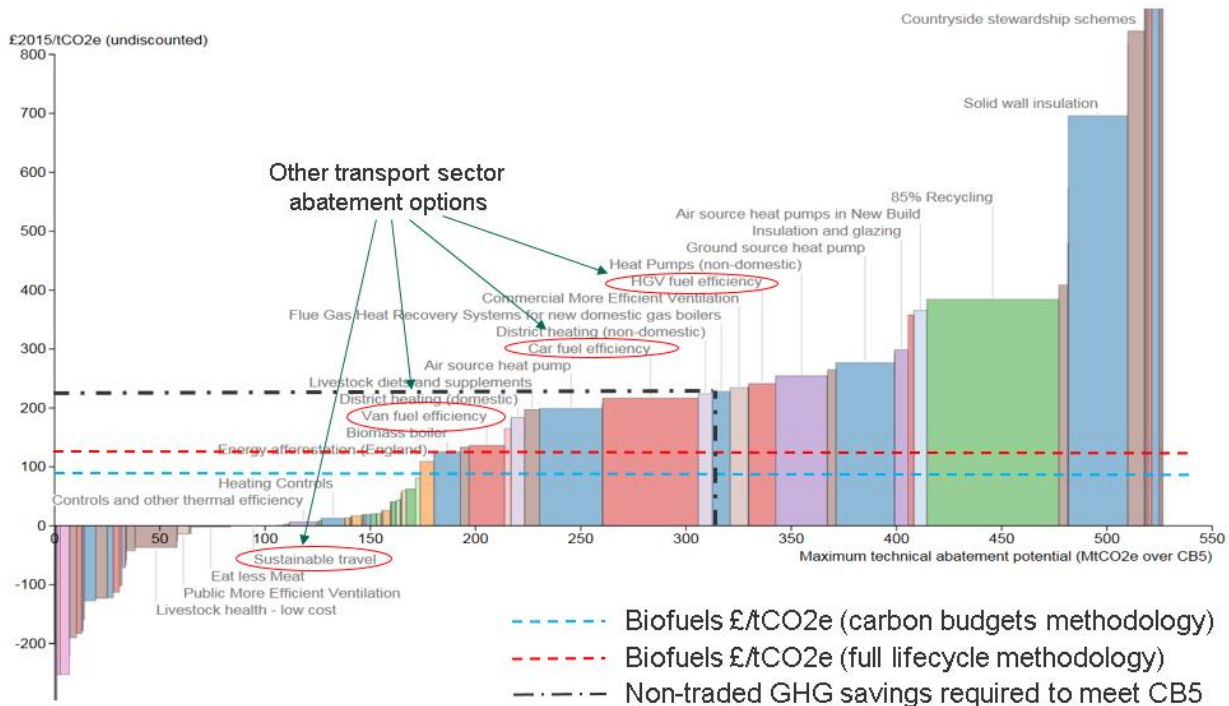 Countryside stewardship schemes
£2015/tCO2e (undiscounted)
800
700
Solid wall insulation
600
Other transport sector
abatement options
85% Recycling
500
Air source heat pumps in New Build
Insulation and glazing
Ground source heat pump
Heat Pumps (non-domestic)
HGV fuel efficiency
400
Commercial More Efficient Ventilation
Flue Gas Heat Recovery Systems for new domestic gas boilers
District heating (non-domestic)
Car fuel efficiency
300
Air source heat pump
Livestock diets and supplements
District heating (domestic)
200
Van fuel efficiency
Biomass boiler
Energy afforestation (England)
100
Heating Controls
Controls and other thermal efficiency
0
0 50 100 150 200 250 300 350 400 450 500 550
Maximum technical abatement potential (MtCO2e over CB5)
Sustainable travel
Eat less Meat
-100
Public More Efficient Ventilation
Livestock health - low cost
-200
Biofuels £/tCO2e (carbon budgets methodology)
Biofuels £/tCO2e (full lifecycle methodology)
Non-traded GHG savings required to meet CB5